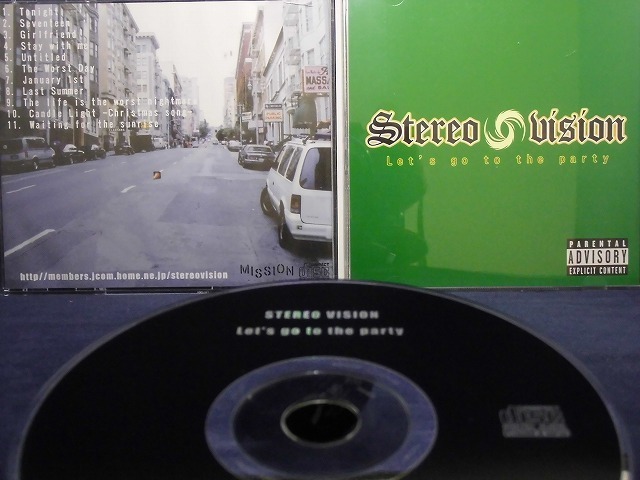 1. Tonight
2. Seventeen
3. Girlfriend!
4. Stay with me
5. Untitled
6. The Worst Day
7. January 1st
8. Last Summer
9. The life is the worst nightmare
10. Candle Light -Christmas song-
11. Waiting for the sunrise
http://members.jcom.home.ne.jp/stereovision
MISSION
MASSA
Stereo vision
Let's go to the party
PARENTAL
ADVISORY
EXPLICIT CONTENT
STEREO VISION
Let's go to the party